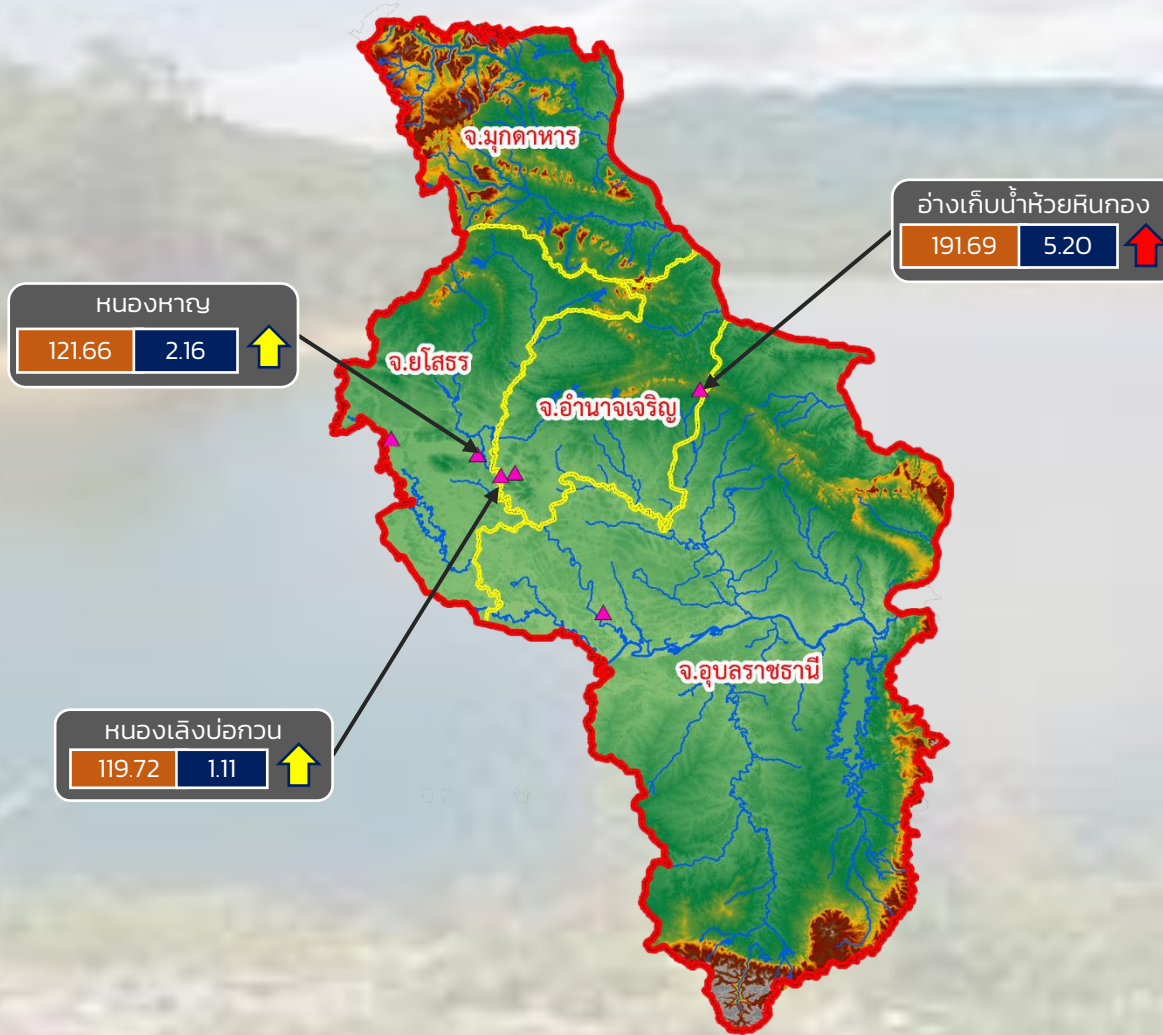 จ.มุกดาหาร
อ่างเก็บน้ำห้วยหินกอง
191.69 5.20
หนองหาญ
121.66 2.16
จ.ยโสธร
จ.อำนาจเจริญ
จ.อุบลราชธานี
หนองเลิงบ่อกวน
119.72 1.11